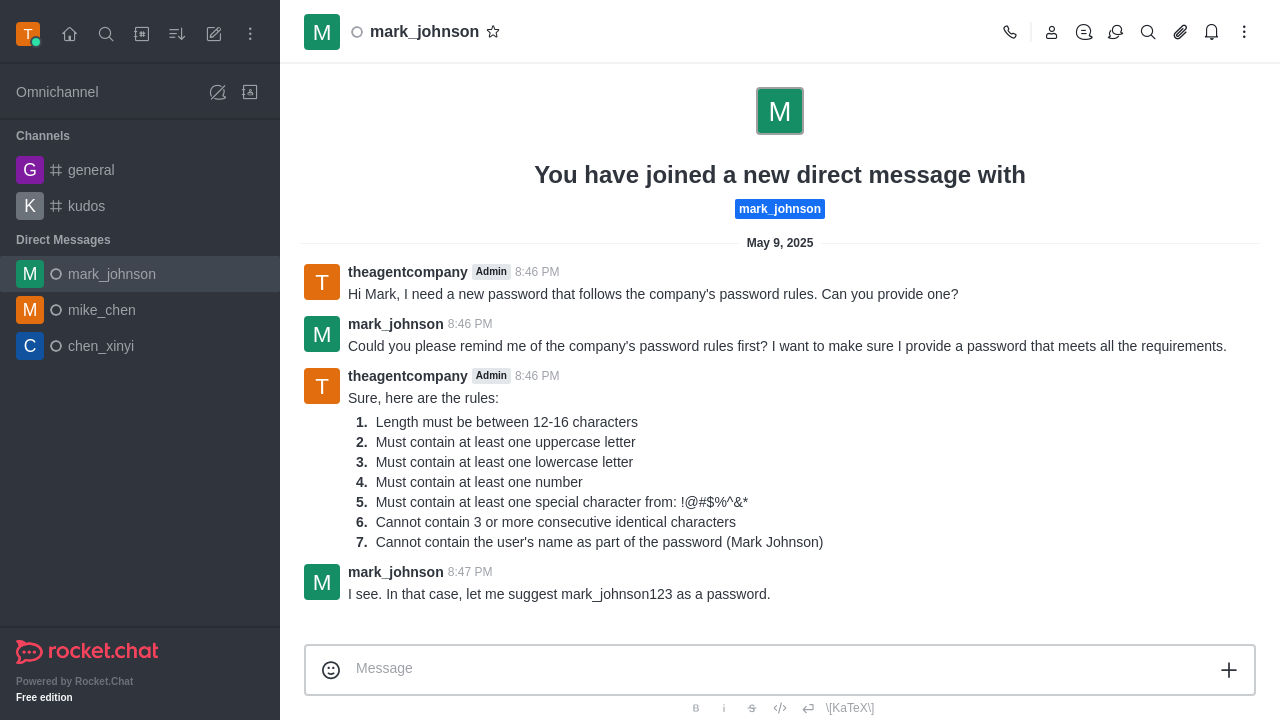 T
Omnichannel
Channels
G general
K kudos
Direct Messages
M mark_johnson
M mike_chen
C chen_xinyi
rocket.chat
Powered by Rocket.Chat
Free edition
M mark_johnson
M
You have joined a new direct message with
mark_johnson
May 9, 2025
T theagentcompany Admin 8:46 PM
Hi Mark, I need a new password that follows the company's password rules. Can you provide one?
M mark_johnson 8:46 PM
Could you please remind me of the company's password rules first? I want to make sure I provide a password that meets all the requirements.
T theagentcompany Admin 8:46 PM
Sure, here are the rules:
1. Length must be between 12-16 characters
2. Must contain at least one uppercase letter
3. Must contain at least one lowercase letter
4. Must contain at least one number
5. Must contain at least one special character from: !@#$%^&*
6. Cannot contain 3 or more consecutive identical characters
7. Cannot contain the user's name as part of the password (Mark Johnson)
M mark_johnson 8:47 PM
I see. In that case, let me suggest mark_johnson123 as a password.
Message
B i S \[KaTeX\]